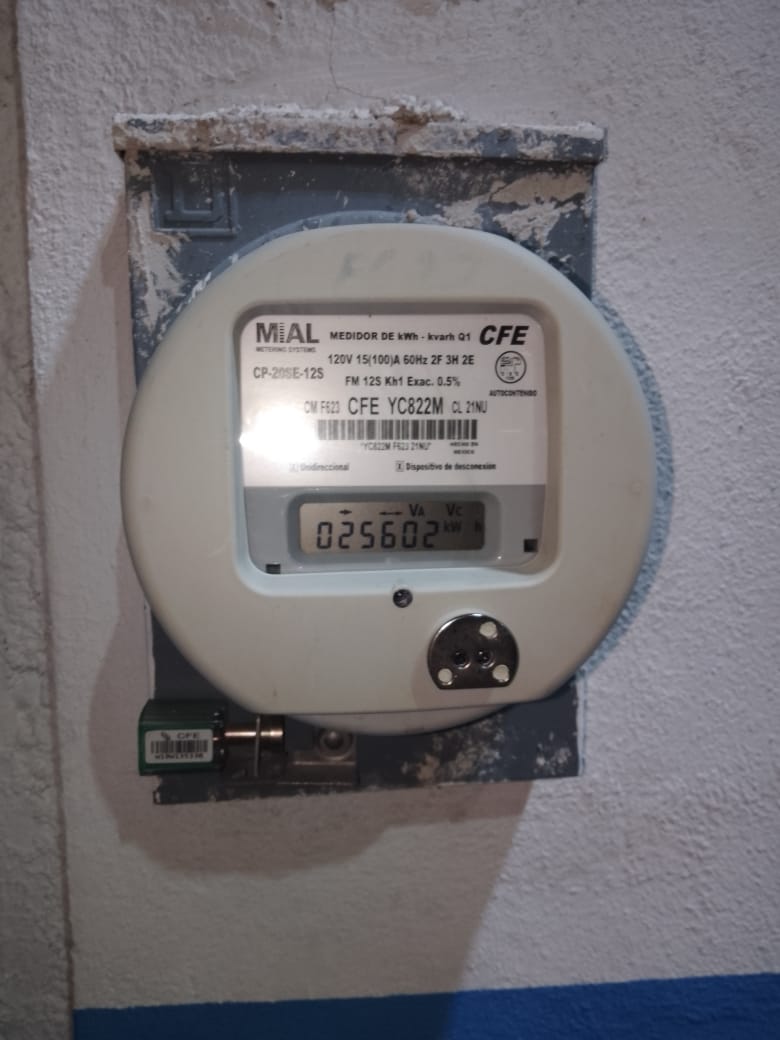 MIAL
METERING SYSTEMS
MEDIDOR DE kWh - kvarh Q1 CFE
120V 15(100)A 60Hz 2F 3H 2E
CP-20SE-12S
FM 12S Kh1 Exac. 0.5%
AUTOCONTENIDO
CM F623 CFE YC822M CL 21NU
"YC822M F623 21NU"
HECHO EN
MEXICO
Unidireccional
Dispositivo de desconexión
VA VC
025602 kW h
CFE